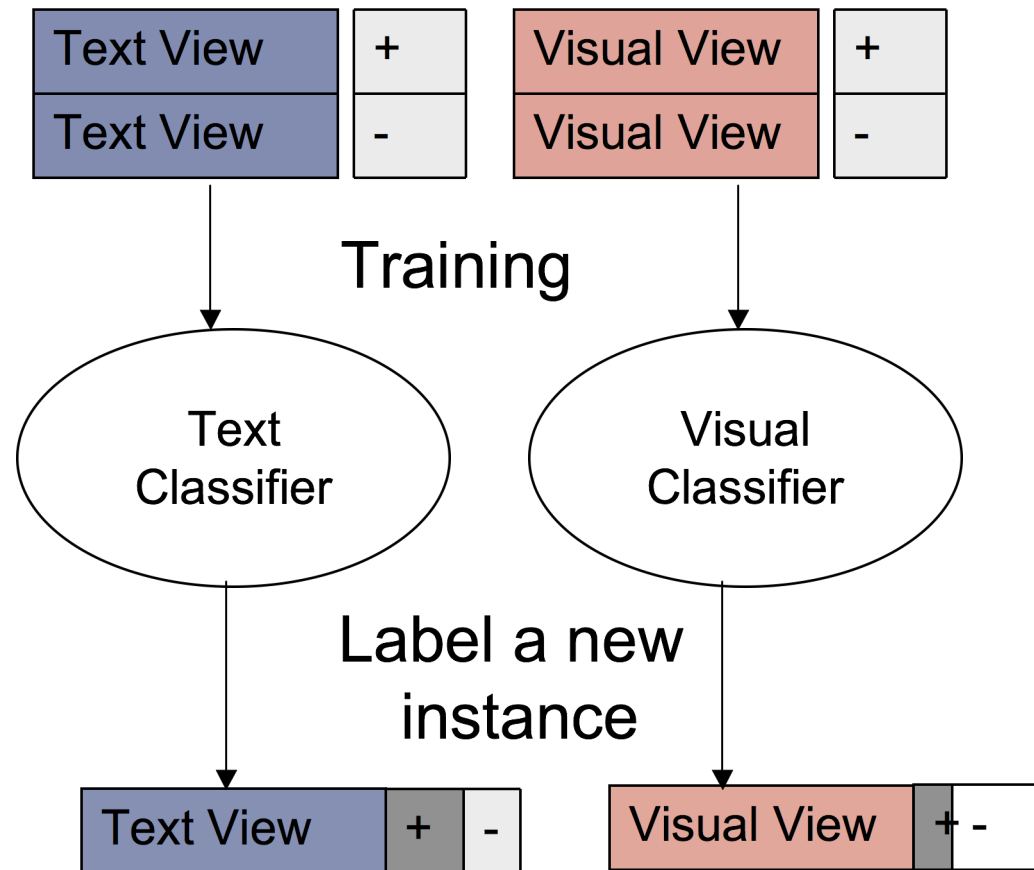 Text View + Visual View +
Text View - Visual View -
Training
Text
Classifier
Visual
Classifier
Label a new
instance
Text View + - Visual View + -